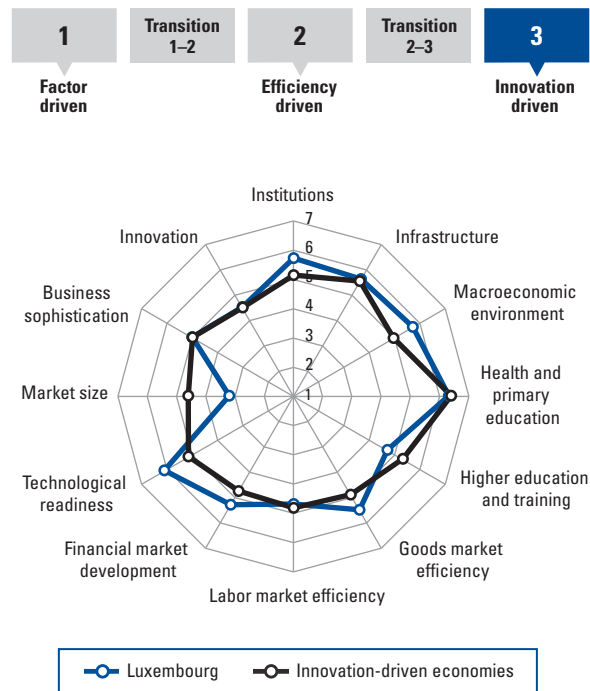 1
Transition
1–2
2
Transition
2–3
3
Factor
driven
Efficiency
driven
Innovation
driven
Institutions
7
Innovation
Infrastructure
6
5
Business
sophistication
Macroeconomic
environment
4
3
2
Market size
1
Health and
primary
education
Technological
readiness
Higher education
and training
Financial market
development
Goods market
efficiency
Labor market efficiency
Luxembourg
Innovation-driven economies